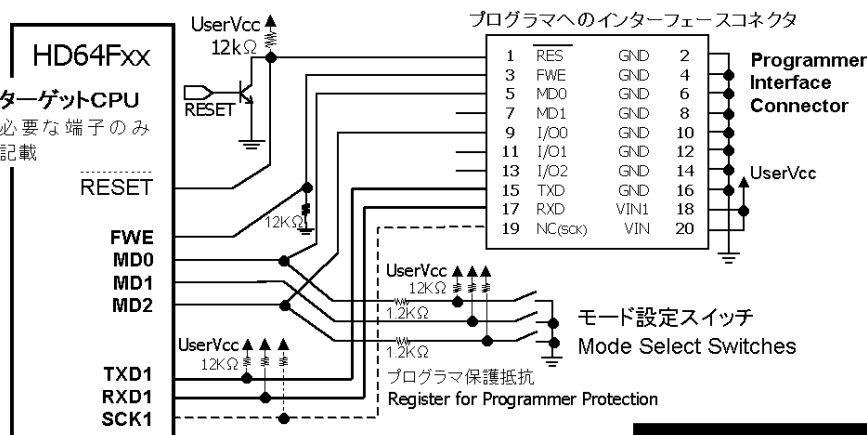 プログラマへのインターフェースコネクタ
UserVcc
12kΩ
HD64Fxx
ターゲットCPU
必要な端子のみ
記載
RESET
1 RES GND 2
3 FWE GND 4
5 MD0 GND 6
7 MD1 GND 8
9 I/O0 GND 10
11 I/O1 GND 12
13 I/O2 GND 14
15 TXD GND 16
17 RXD VIN1 18
19 NC(SCK) VIN 20
Programmer
Interface
Connector
UserVcc
RESET
12KΩ
FWE
MD0
MD1
MD2
UserVcc
12KΩ
1.2KΩ
1.2KΩ
モード設定スイッチ
Mode Select Switches
UserVcc
12KΩ
プログラマ保護抵抗
Register for Programmer Protection
TXD1
RXD1
SCK1